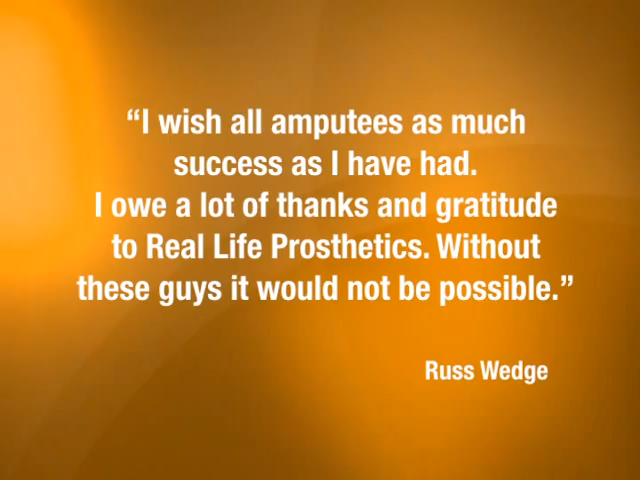 “I wish all amputees as much
success as I have had.
I owe a lot of thanks and gratitude
to Real Life Prosthetics. Without
these guys it would not be possible.”
Russ Wedge